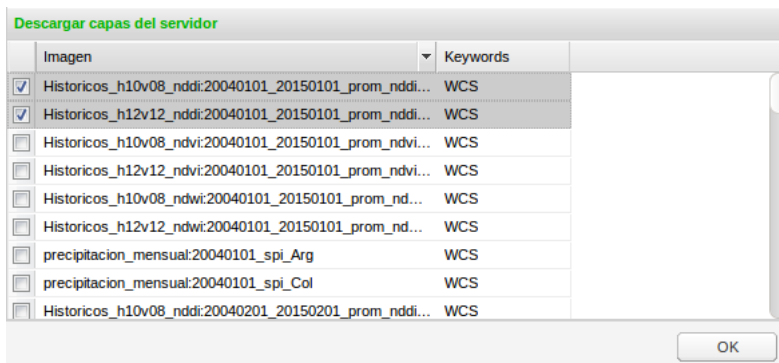 Descargar capas del servidor
Imagen Keywords
Historicos_h10v08_nddi:20040101_20150101_prom_nddi... WCS
Historicos_h12v12_nddi:20040101_20150101_prom_nddi... WCS
Historicos_h10v08_ndvi:20040101_20150101_prom_ndvi... WCS
Historicos_h12v12_ndvi:20040101_20150101_prom_ndvi... WCS
Historicos_h10v08_ndwi:20040101_20150101_prom_nd... WCS
Historicos_h12v12_ndwi:20040101_20150101_prom_nd... WCS
precipitacion_mensual:20040101_spi_Arg WCS
precipitacion_mensual:20040101_spi_Col WCS
Historicos_h10v08_nddi:20040201_20150201_prom_nddi... WCS
OK